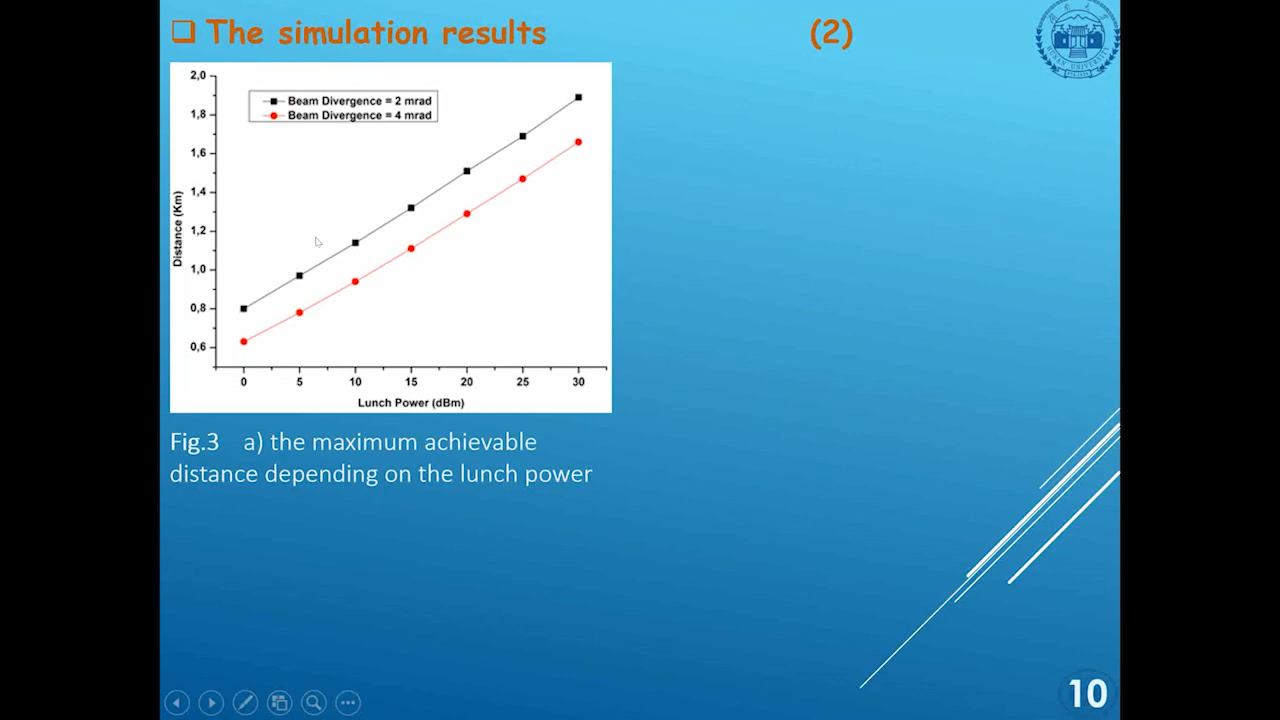 The simulation results (2)
2,0
1,8
1,6
1,4
1,2
1,0
0,8
0,6
Distance (Km)
Beam Divergence = 2 mrad
Beam Divergence = 4 mrad
0 5 10 15 20 25 30
Lunch Power (dBm)
Fig.3 a) the maximum achievable
distance depending on the lunch power
10